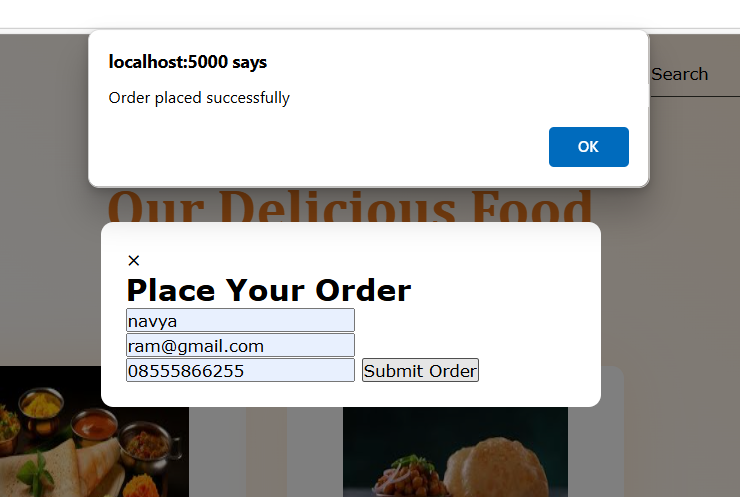 localhost:5000 says
Order placed successfully
OK
Search
Our Delicious Food
×
Place Your Order
navya
ram@gmail.com
08555866255 Submit Order